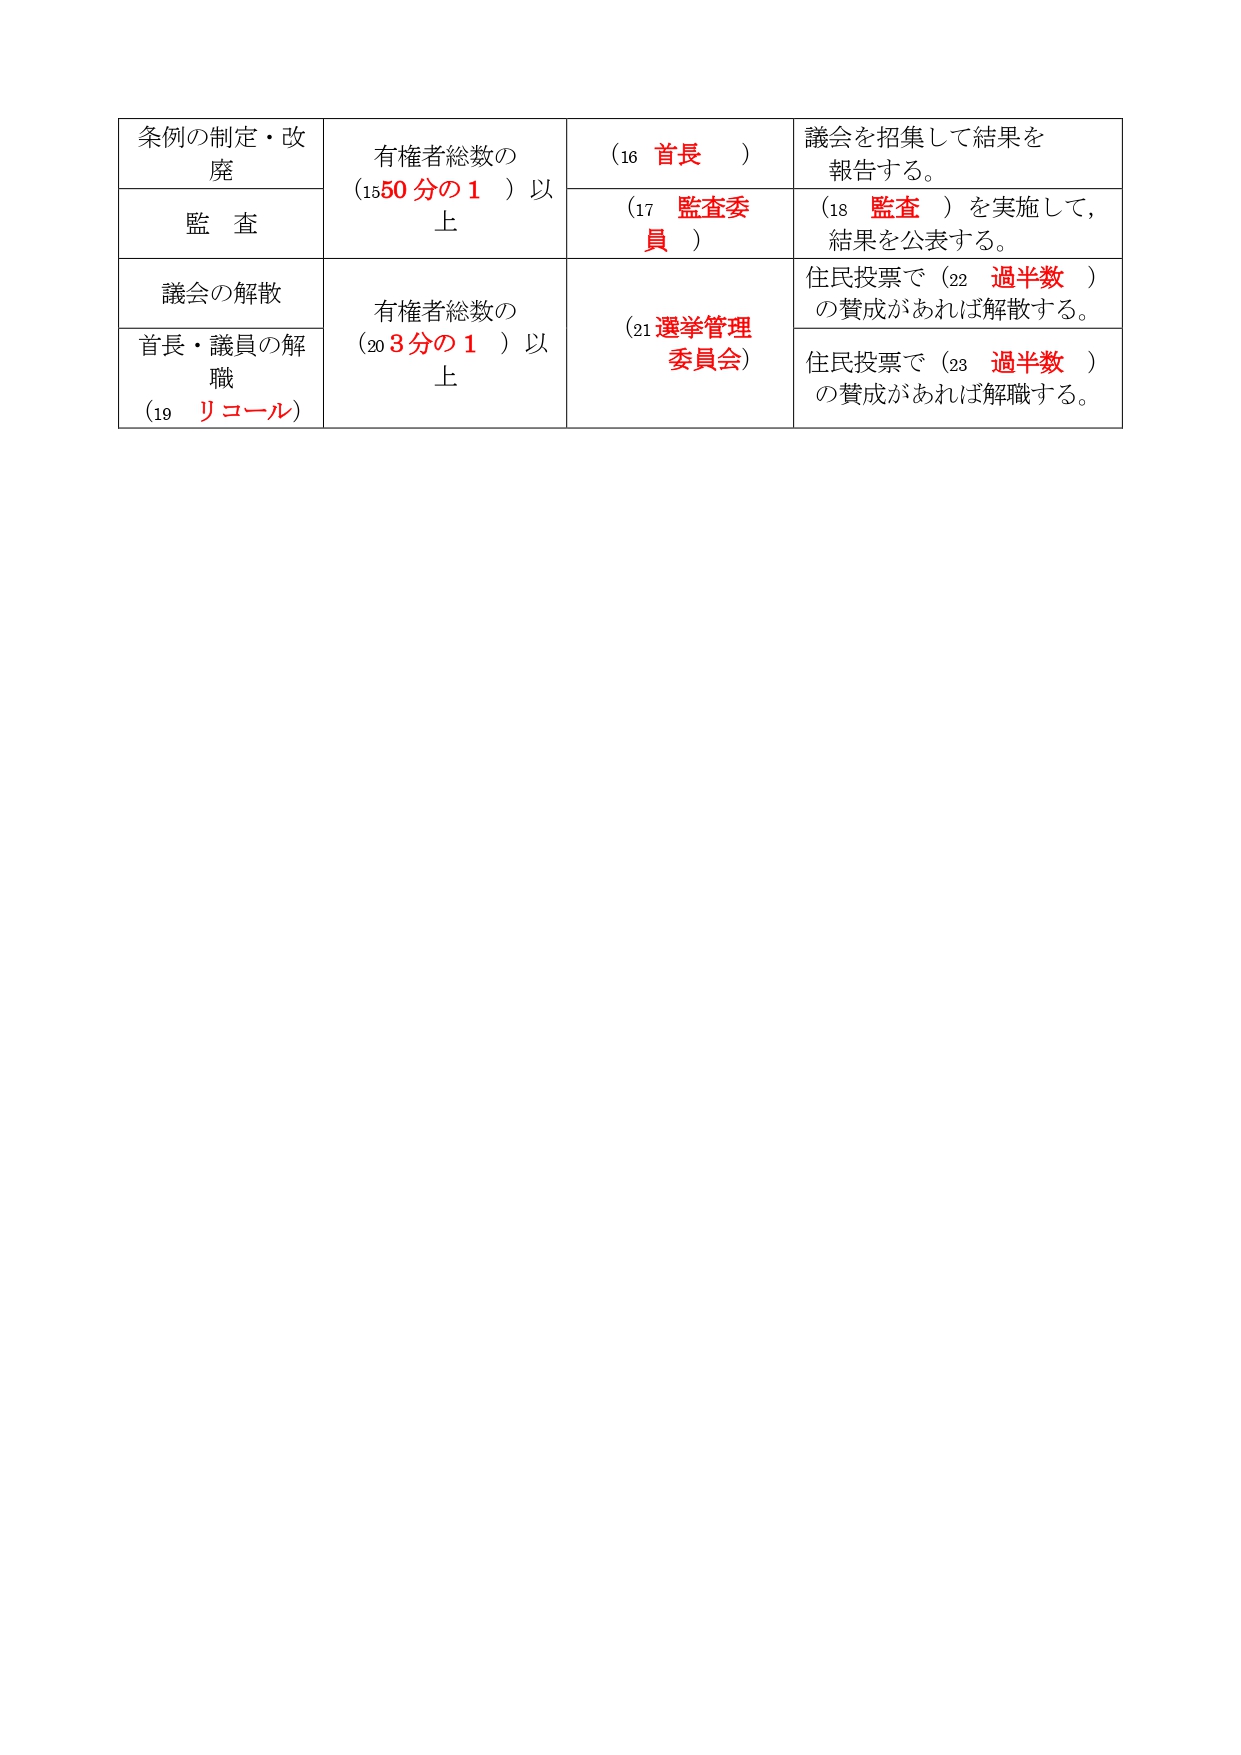 条例の制定・改
廃
有権者総数の
（1550 分の 1　）以
上
（16　首長　）
議会を招集して結果を
報告する。
監　査
（17　監査委
員　）
（18　監査　）を実施して，
結果を公表する。
議会の解散
有権者総数の
（20 3 分の 1　）以
上
（21 選挙管理
委員会）
住民投票で（22　過半数　）
の賛成があれば解散する。
首長・議員の解
職
（19　リコール）
住民投票で（23　過半数　）
の賛成があれば解職する。